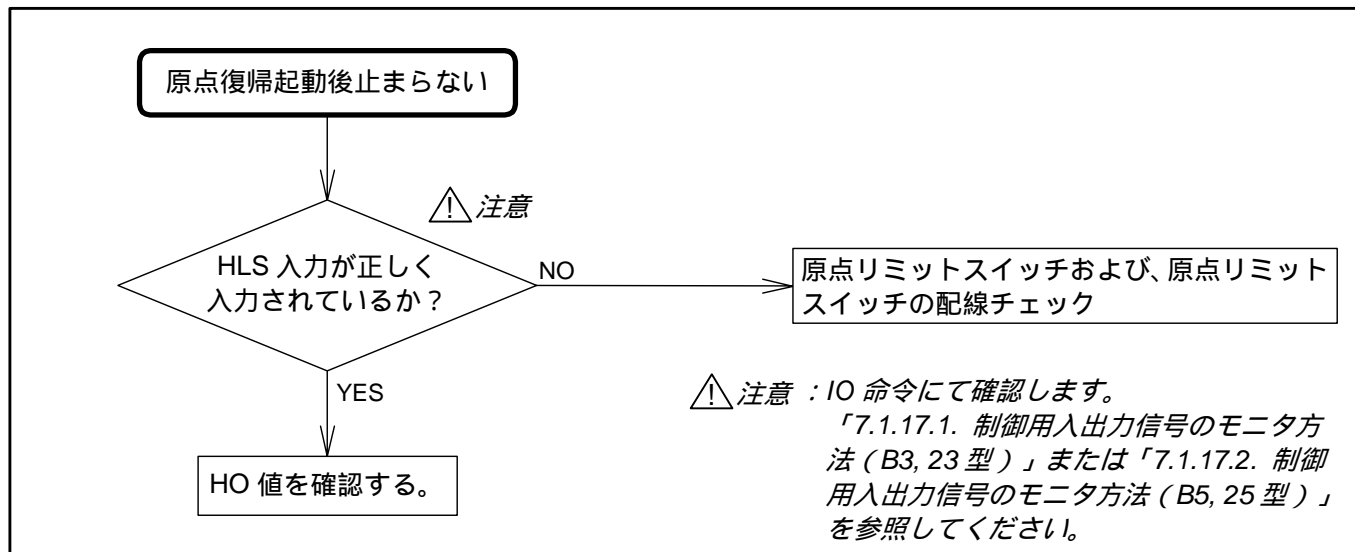 原点復帰起動後止まらない
注意
HLS 入力が正しく
入力されているか？
NO
原点リミットスイッチおよび、原点リミット
スイッチの配線チェック
YES
HO 値を確認する。
注意 ：IO 命令にて確認します。
「7.1.17.1. 制御用入出力信号のモニタ方
法（B3, 23 型）」または「7.1.17.2. 制御
用入出力信号のモニタ方法（B5, 25 型）」
を参照してください。